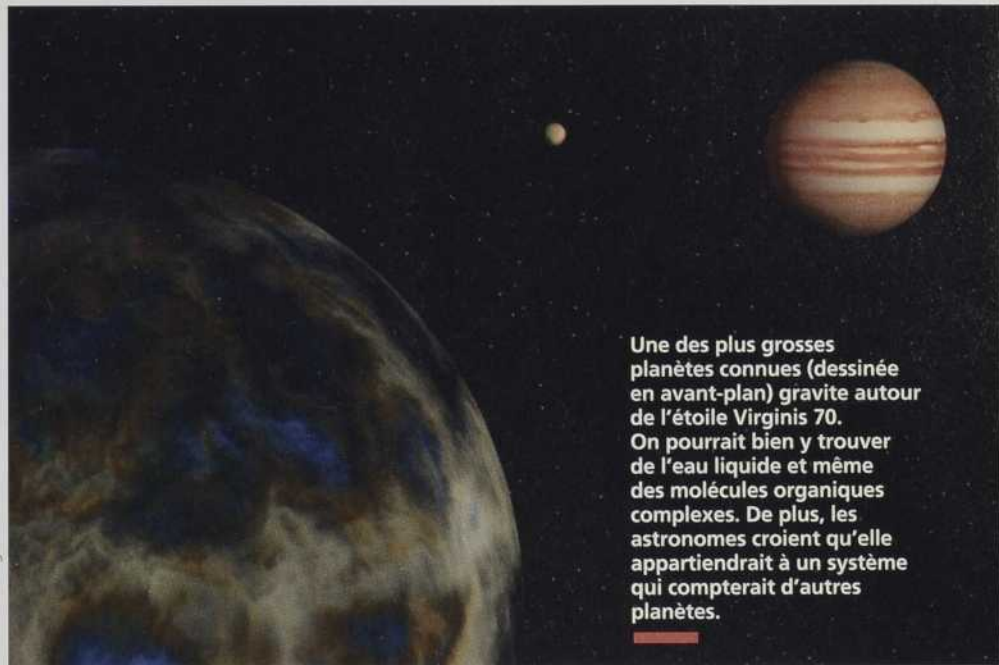 Une des plus grosses
planètes connues (dessinée
en avant-plan) gravite autour
de l'étoile Virginis 70.
On pourrait bien y trouver
de l'eau liquide et même
des molécules organiques
complexes. De plus, les
astronomes croient qu'elle
appartiendrait à un système
qui compterait d'autres
planètes.